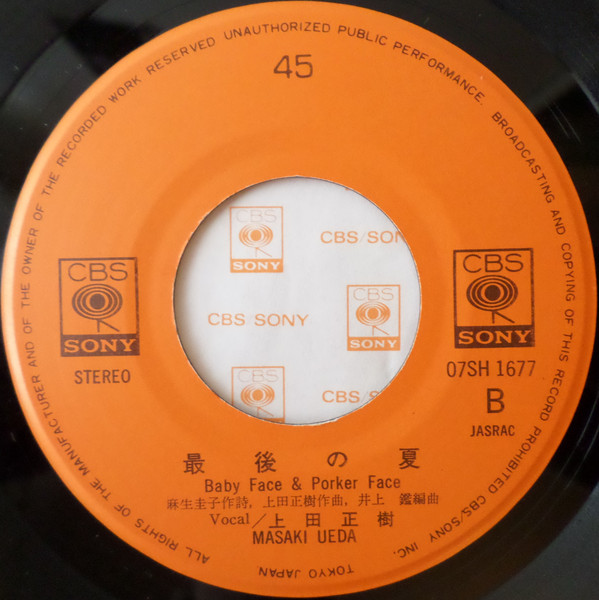 ALL RIGHTS OF THE MANUFACTURER AND OF THE OWNER OF THE RECORDED WORK RESERVED UNAUTHORIZED PUBLIC PERFORMANCE. BROADCASTING AND COPYING OF THIS RECORD PROHIBITED CBS/SONY INC. TOKYO JAPAN
45
CBS
SONY
STEREO
CBS
SONY
CBS/SON
CBS SONY
CBS
CBS
SONY
CBS/S
CBS
SONY
07SH 1677
B
JASRAC
最後の夏
Baby Face & Porker Face
麻生圭子作詩, 上田正樹作曲, 井上 鑑編曲
Vocal/上田正樹
MASAKI UEDA